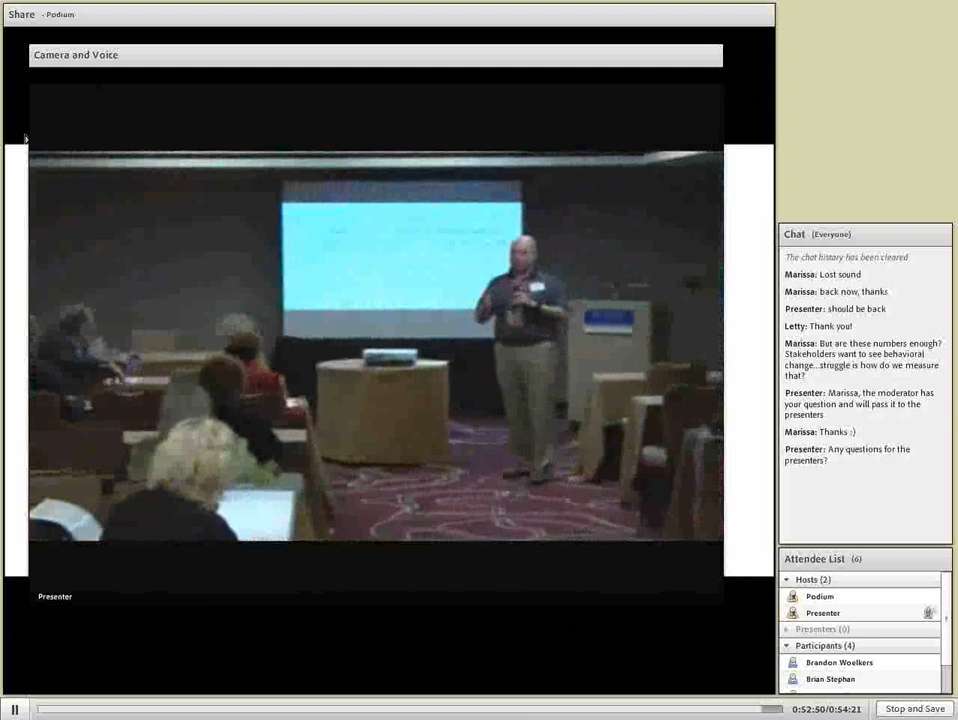 Share - Podium
Camera and Voice
Presenter
Chat (Everyone)
The chat history has been cleared
Marissa: Lost sound
Marissa: back now, thanks
Presenter: should be back
Letty: Thank you!
Marissa: But are these numbers enough?
Stakeholders want to see behavioral
change...struggle is how do we measure
that?
Presenter: Marissa, the moderator has
your question and will pass it to the
presenters
Marissa: Thanks :)
Presenter: Any questions for the
presenters?
Attendee List (6)
Hosts (2)
Podium
Presenter
Presenters (0)
Participants (4)
Brandon Woelkers
Brian Stephan
0:52:50/0:54:21
Stop and Save